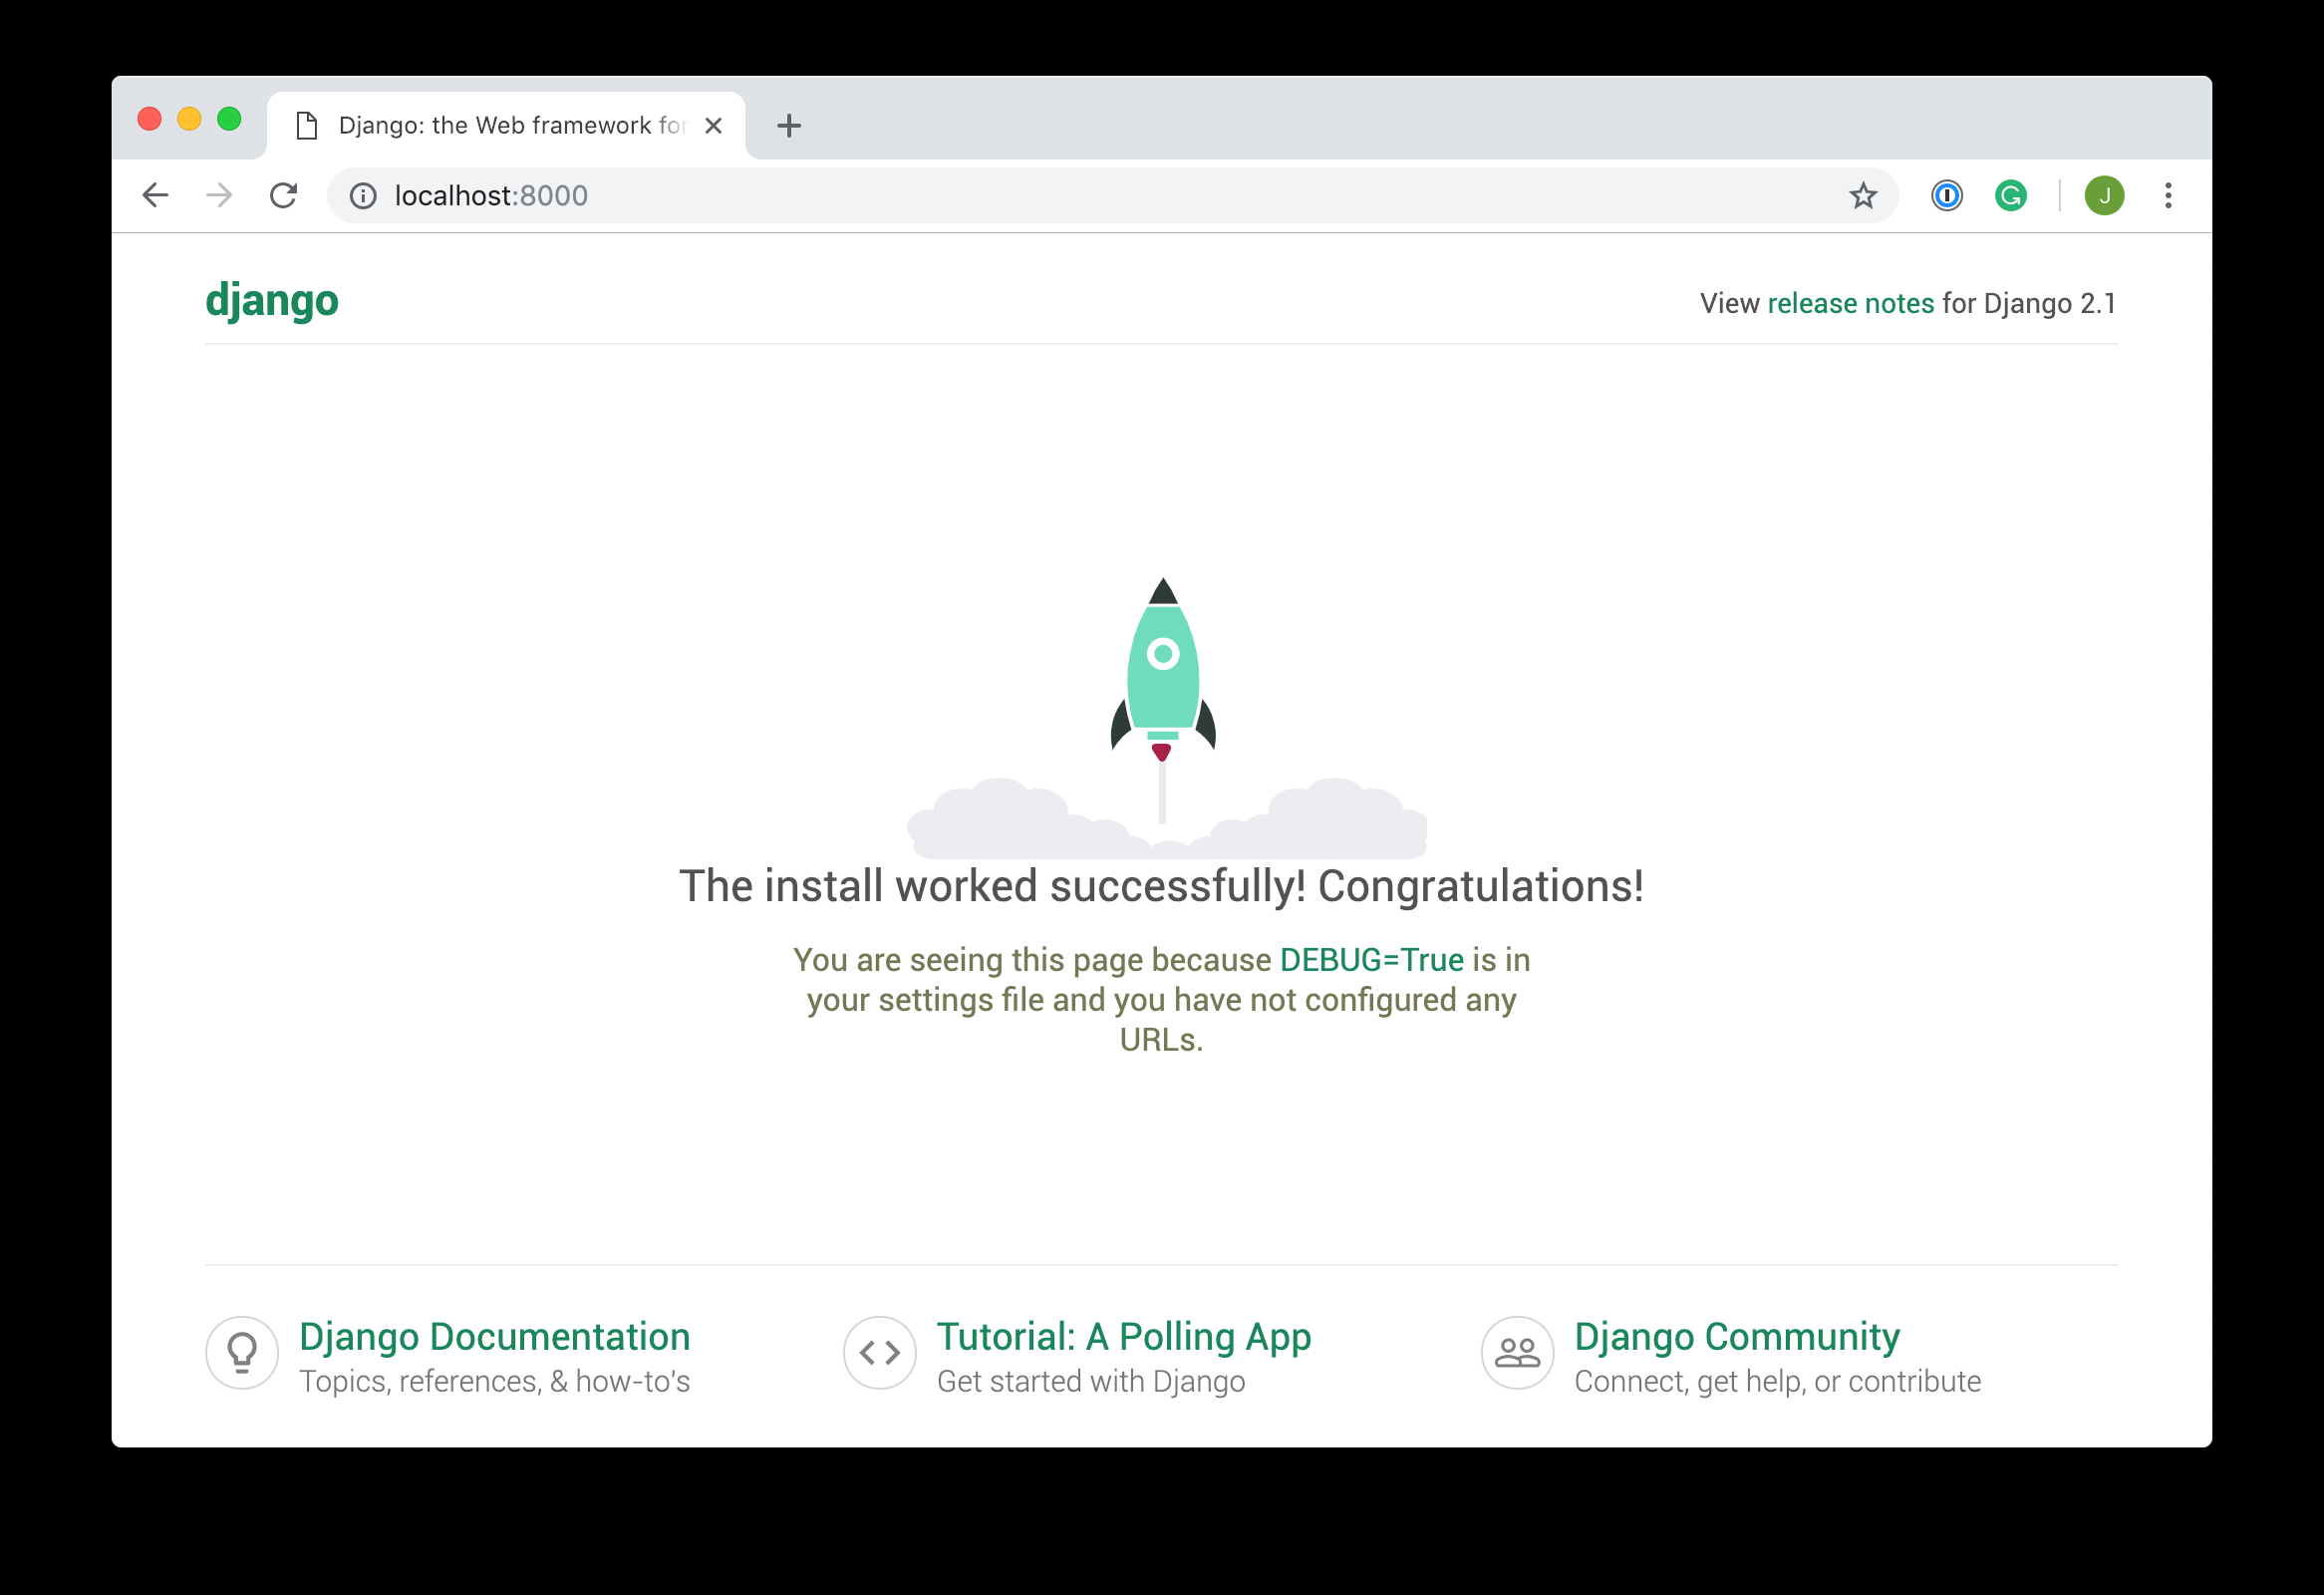 Django: the Web framework for
localhost:8000
J
django
View release notes for Django 2.1
The install worked successfully! Congratulations!
You are seeing this page because DEBUG=True is in
your settings file and you have not configured any
URLs.
Django Documentation
Topics, references, & how-to's
Tutorial: A Polling App
Get started with Django
Django Community
Connect, get help, or contribute